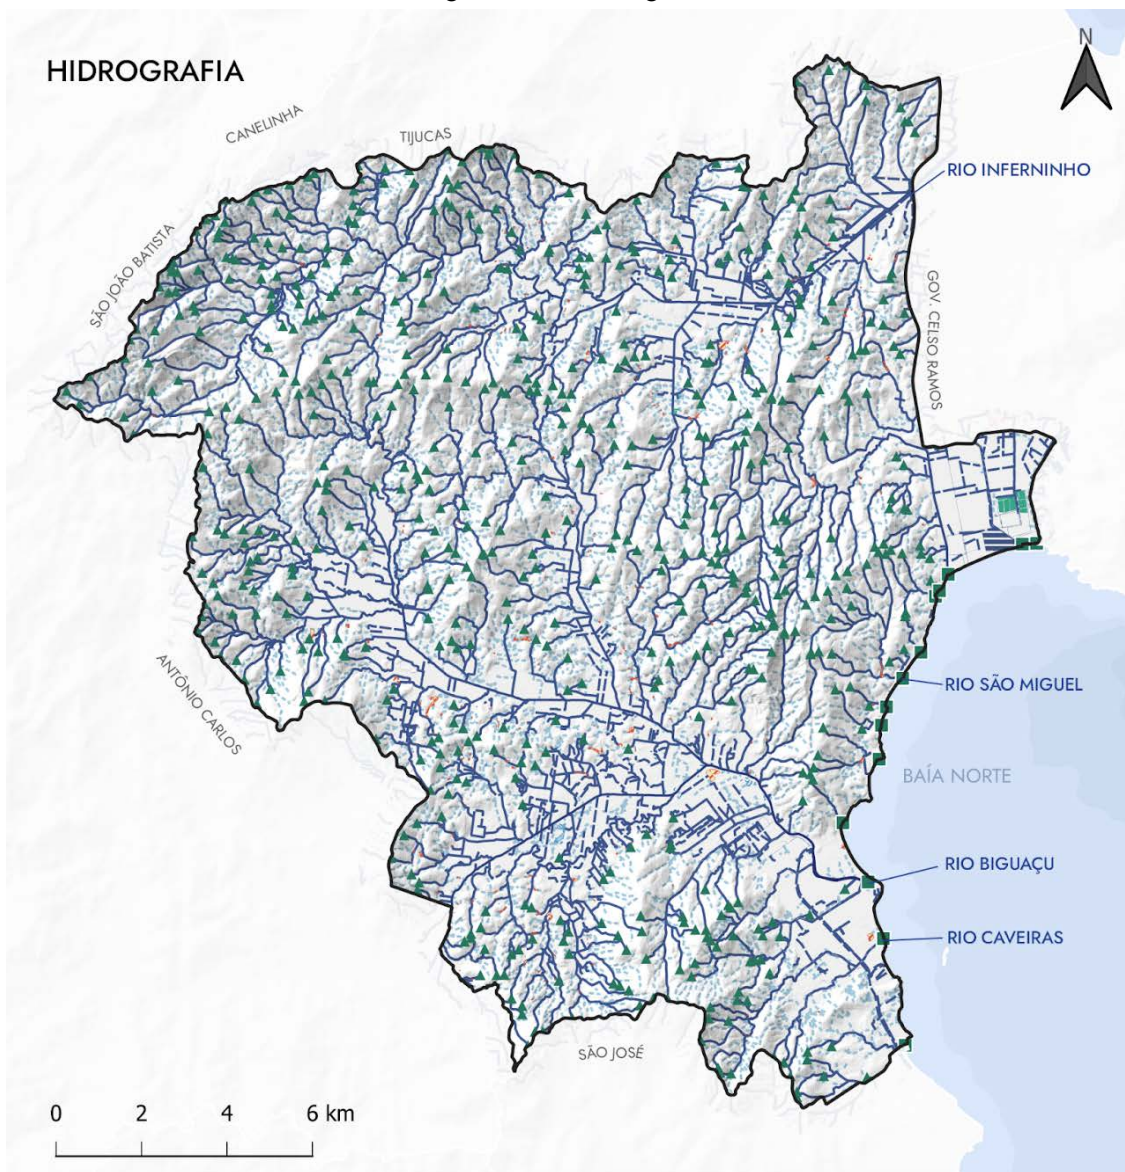 N
HIDROGRAFIA
CANELINHA
TIJUCAS
RIO INFERNINHO
SÃO JOÃO BATISTA
GOV. CELSO RAMOS
ANTÔNIO CARLOS
RIO SÃO MIGUEL
BAÍA NORTE
RIO BIGUAÇU
RIO CAVEIRAS
SÃO JOSÉ
0 2 4 6 km